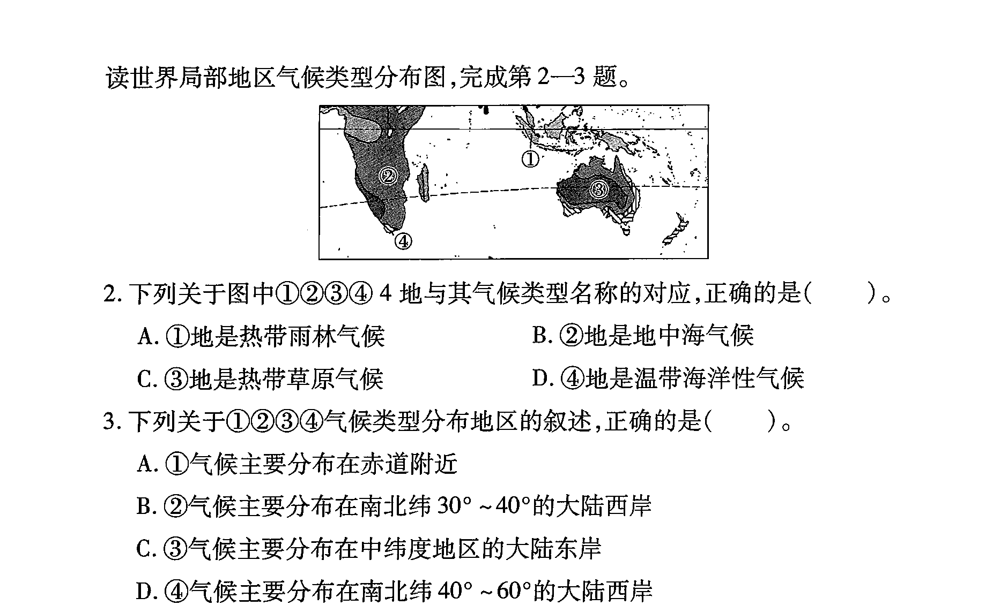 读世界局部地区气候类型分布图,完成第2—3题。
①
②
③
④
2. 下列关于图中①②③④4地与其气候类型名称的对应,正确的是(　　)。
A. ①地是热带雨林气候　　B. ②地是地中海气候
C. ③地是热带草原气候　　D. ④地是温带海洋性气候
3. 下列关于①②③④气候类型分布地区的叙述,正确的是(　　)。
A. ①气候主要分布在赤道附近
B. ②气候主要分布在南北纬30°~40°的大陆西岸
C. ③气候主要分布在中纬度地区的大陆东岸
D. ④气候主要分布在南北纬40°~60°的大陆西岸